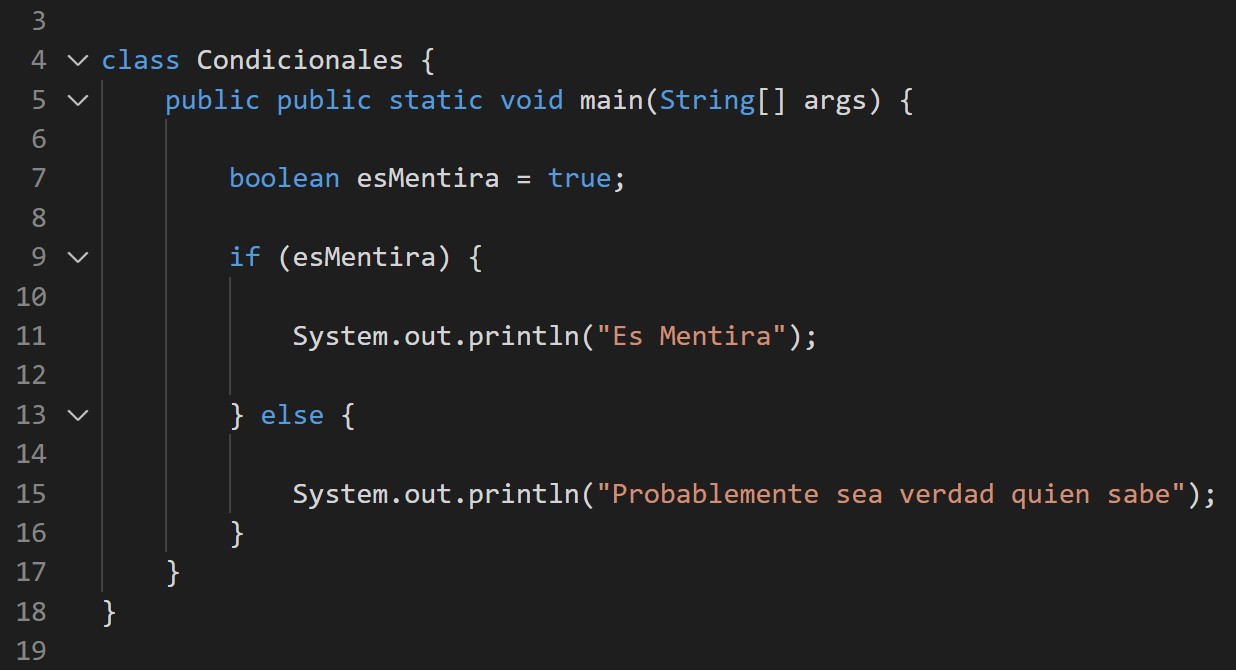 3
4 class Condicionales {
5 public public static void main(String[] args) {
6
7 boolean esMentira = true;
8
9 if (esMentira) {
10
11 System.out.println("Es Mentira");
12
13 } else {
14
15 System.out.println("Probablemente sea verdad quien sabe");
16 }
17 }
18 }
19